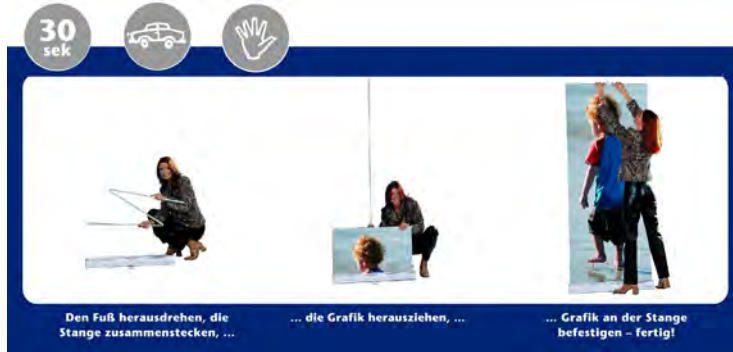 30
sek
Den Fuß herausdrehen, die
Stange zusammenstecken, ...
... die Grafik herausziehen, ...
... Grafik an der Stange
befestigen – fertig!